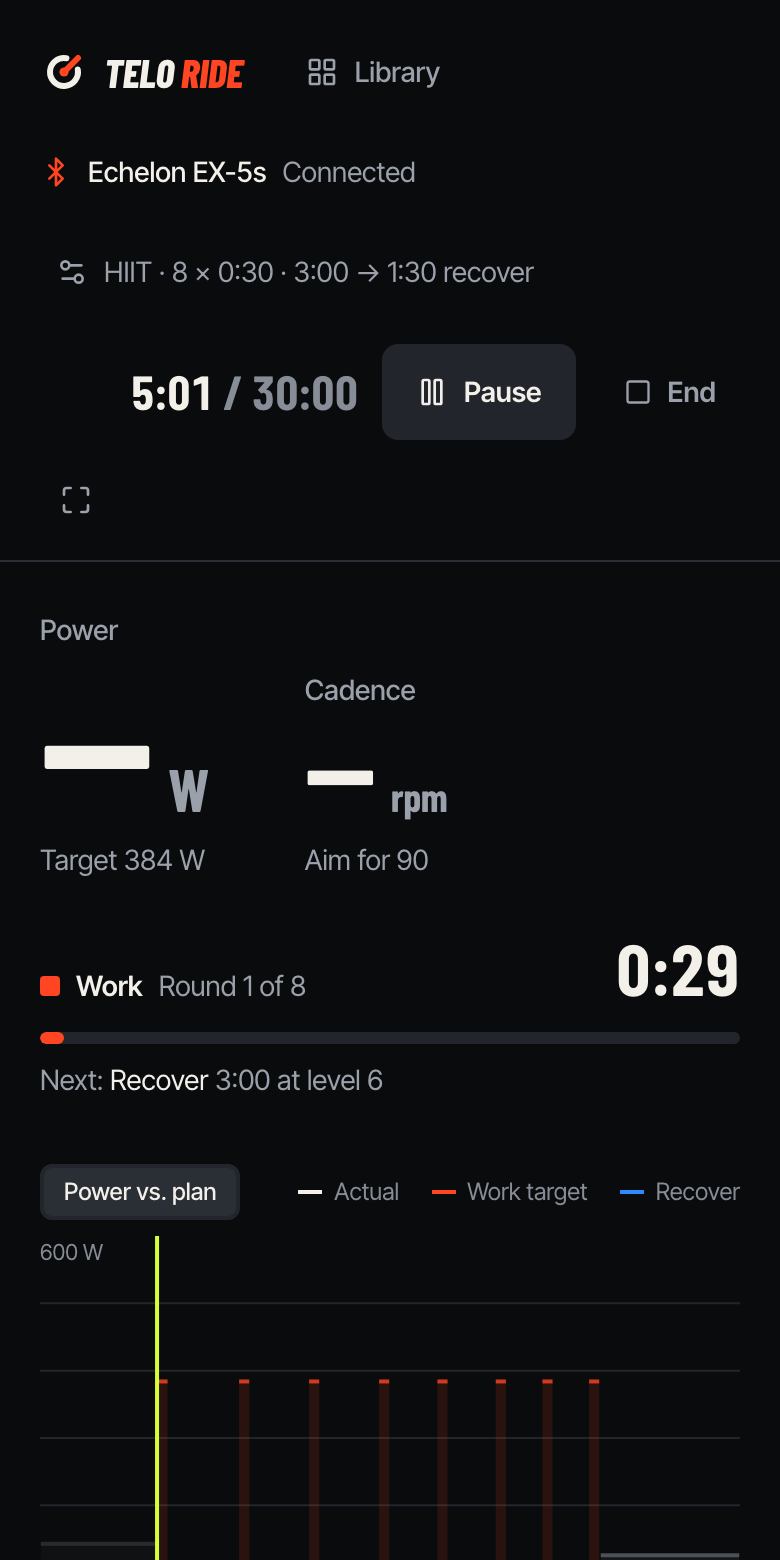 TELO RIDE Library
Echelon EX-5s Connected
HIIT · 8 × 0:30 · 3:00 → 1:30 recover
5:01 / 30:00 Pause End
Power
Cadence
— W
— rpm
Target 384 W
Aim for 90
Work Round 1 of 8 0:29
Next: Recover 3:00 at level 6
Power vs. plan Actual Work target Recover
600 W